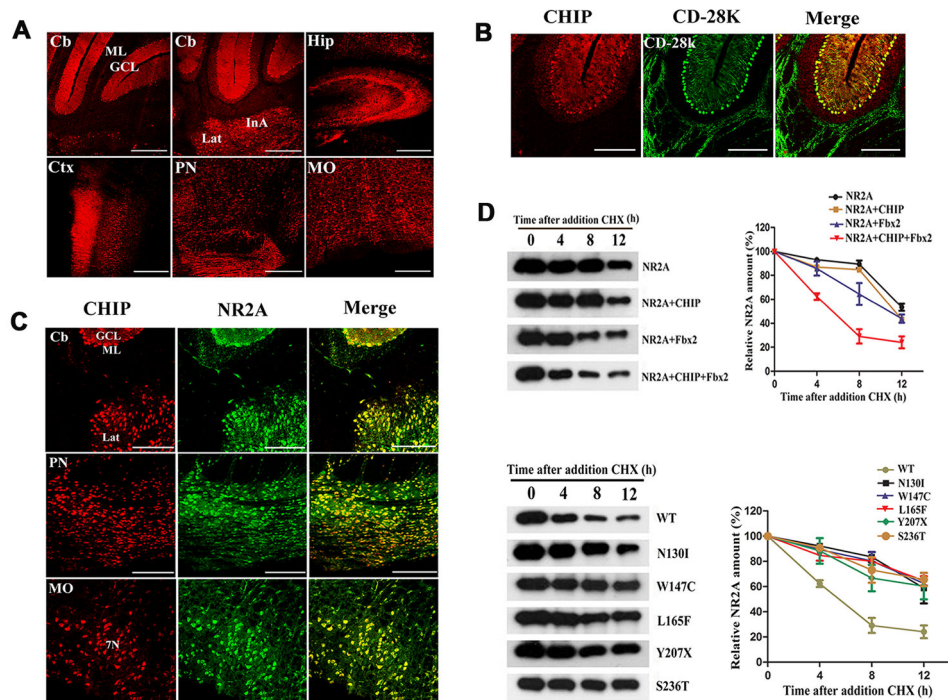 A
Cb
ML
GCL
Cb
InA
Lat
Hip
Ctx
PN
MO
B
CHIP CD-28K Merge
CD-28k
C
CHIP NR2A Merge
Cb
GCL
ML
Lat
PN
MO
7N
D
Time after addition CHX (h)
0 4 8 12
NR2A
NR2A+CHIP
NR2A+Fbx2
NR2A+CHIP+Fbx2
NR2A
NR2A+CHIP
NR2A+Fbx2
NR2A+CHIP+Fbx2
Relative NR2A amount (%)
120
100
80
60
40
20
0
0 4 8 12
Time after addition CHX (h)
Time after addition CHX (h)
0 4 8 12
WT
N130I
W147C
L165F
Y207X
S236T
WT
N130I
W147C
L165F
Y207X
S236T
Relative NR2A amount (%)
100
80
60
40
20
0
0 4 8 12
Time after addition CHX (h)